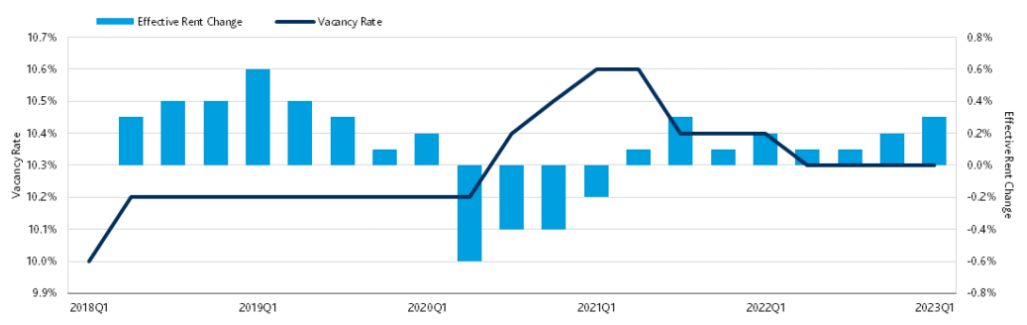 Effective Rent Change
Vacancy Rate
10.7%
10.6%
10.5%
10.4%
10.3%
10.2%
10.1%
10.0%
9.9%
Vacancy Rate
0.8%
0.6%
0.4%
0.2%
0.0%
-0.2%
-0.4%
-0.6%
-0.8%
Effective Rent Change
2018Q1
2019Q1
2020Q1
2021Q1
2022Q1
2023Q1